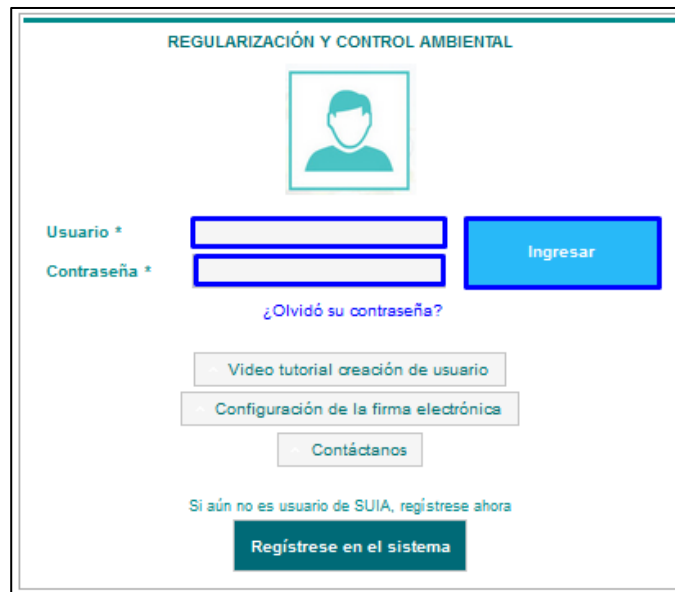 REGULARIZACIÓN Y CONTROL AMBIENTAL
Usuario *
Contraseña *
Ingresar
¿Olvidó su contraseña?
Video tutorial creación de usuario
Configuración de la firma electrónica
Contáctanos
Si aún no es usuario de SUIA, regístrese ahora
Regístrese en el sistema